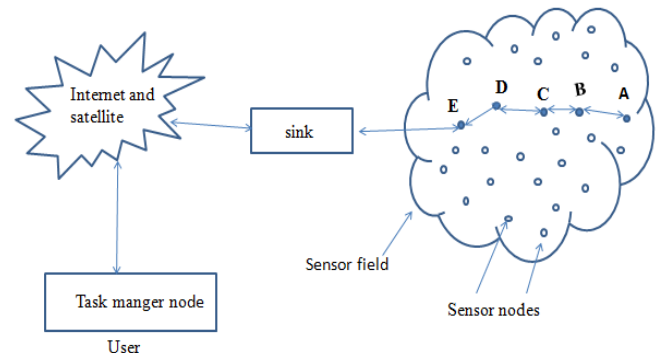 Internet and
satellite
sink
E
D
C
B
A
Sensor field
Sensor nodes
Task manger node
User